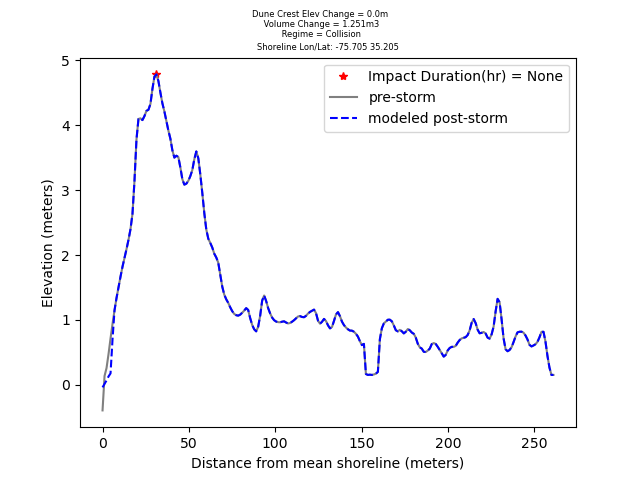 Dune Crest Elev Change = 0.0m
Volume Change = 1.251m3
Regime = Collision
Shoreline Lon/Lat: -75.705 35.205
Impact Duration(hr) = None
pre-storm
modeled post-storm
Elevation (meters)
5
4
3
2
1
0
0 50 100 150 200 250
Distance from mean shoreline (meters)